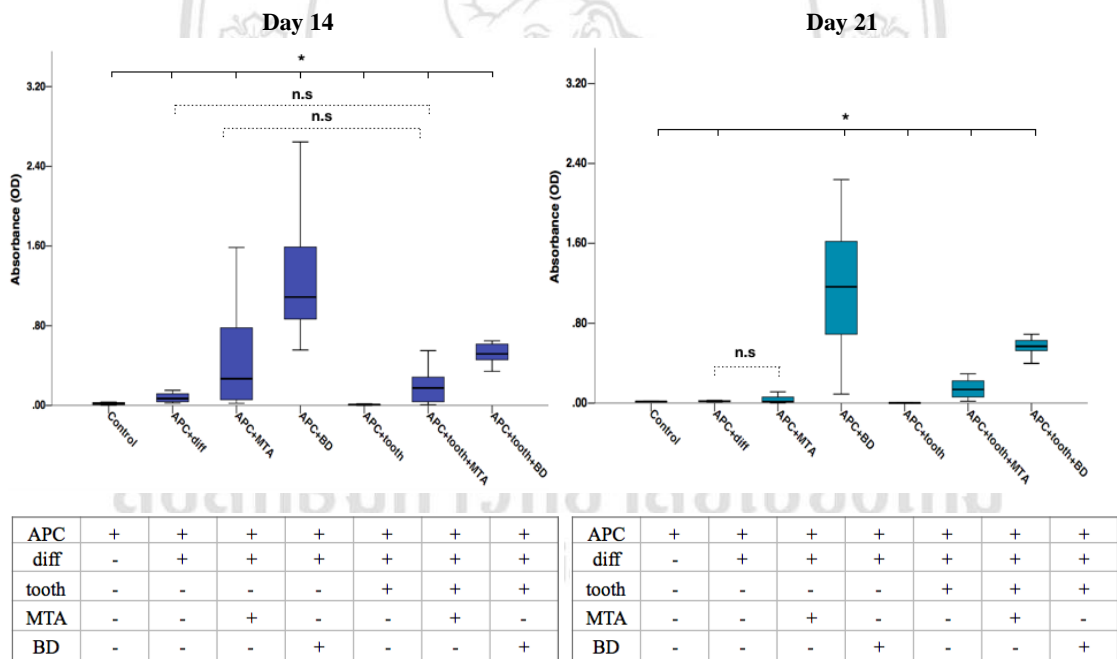 Day 14
Day 21
*
n.s
n.s
3.20
2.40
1.60
.80
.00
Absorbance (OD)
Control
APC+diff
APC+MTA
APC+BD
APC+tooth
APC+tooth+MTA
APC+tooth+BD
*
n.s
3.20
2.40
1.60
.80
.00
Absorbance (OD)
Control
APC+diff
APC+MTA
APC+BD
APC+tooth
APC+tooth+MTA
APC+tooth+BD
APC + + + + + + +
diff - + + + + + +
tooth - - - - + + +
MTA - - + - - + -
BD - - - + - - +
APC + + + + + + +
diff - + + + + + +
tooth - - - - + + +
MTA - - + - - + -
BD - - - + - - +